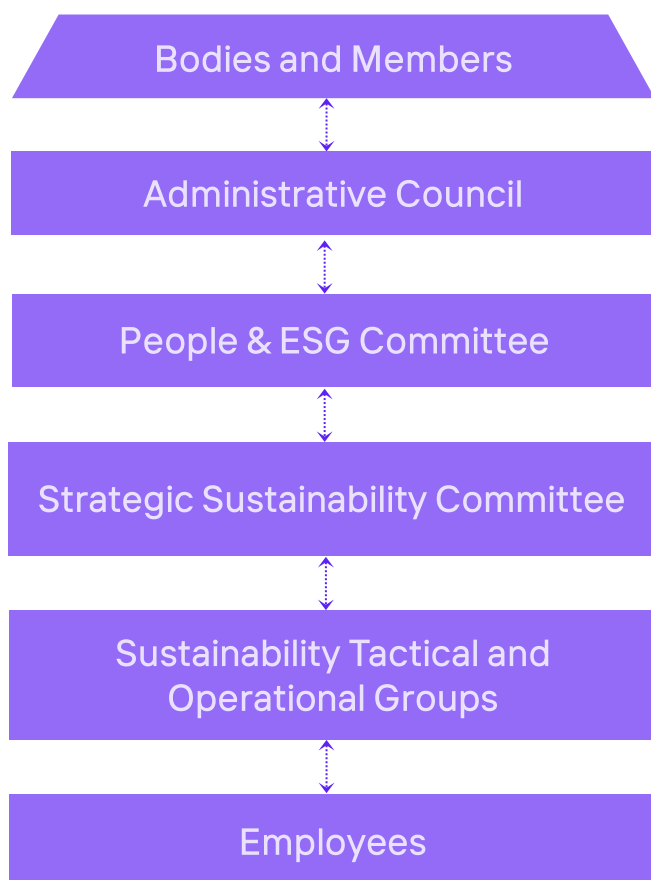 Bodies and Members
Administrative Council
People & ESG Committee
Strategic Sustainability Committee
Sustainability Tactical and
Operational Groups
Employees